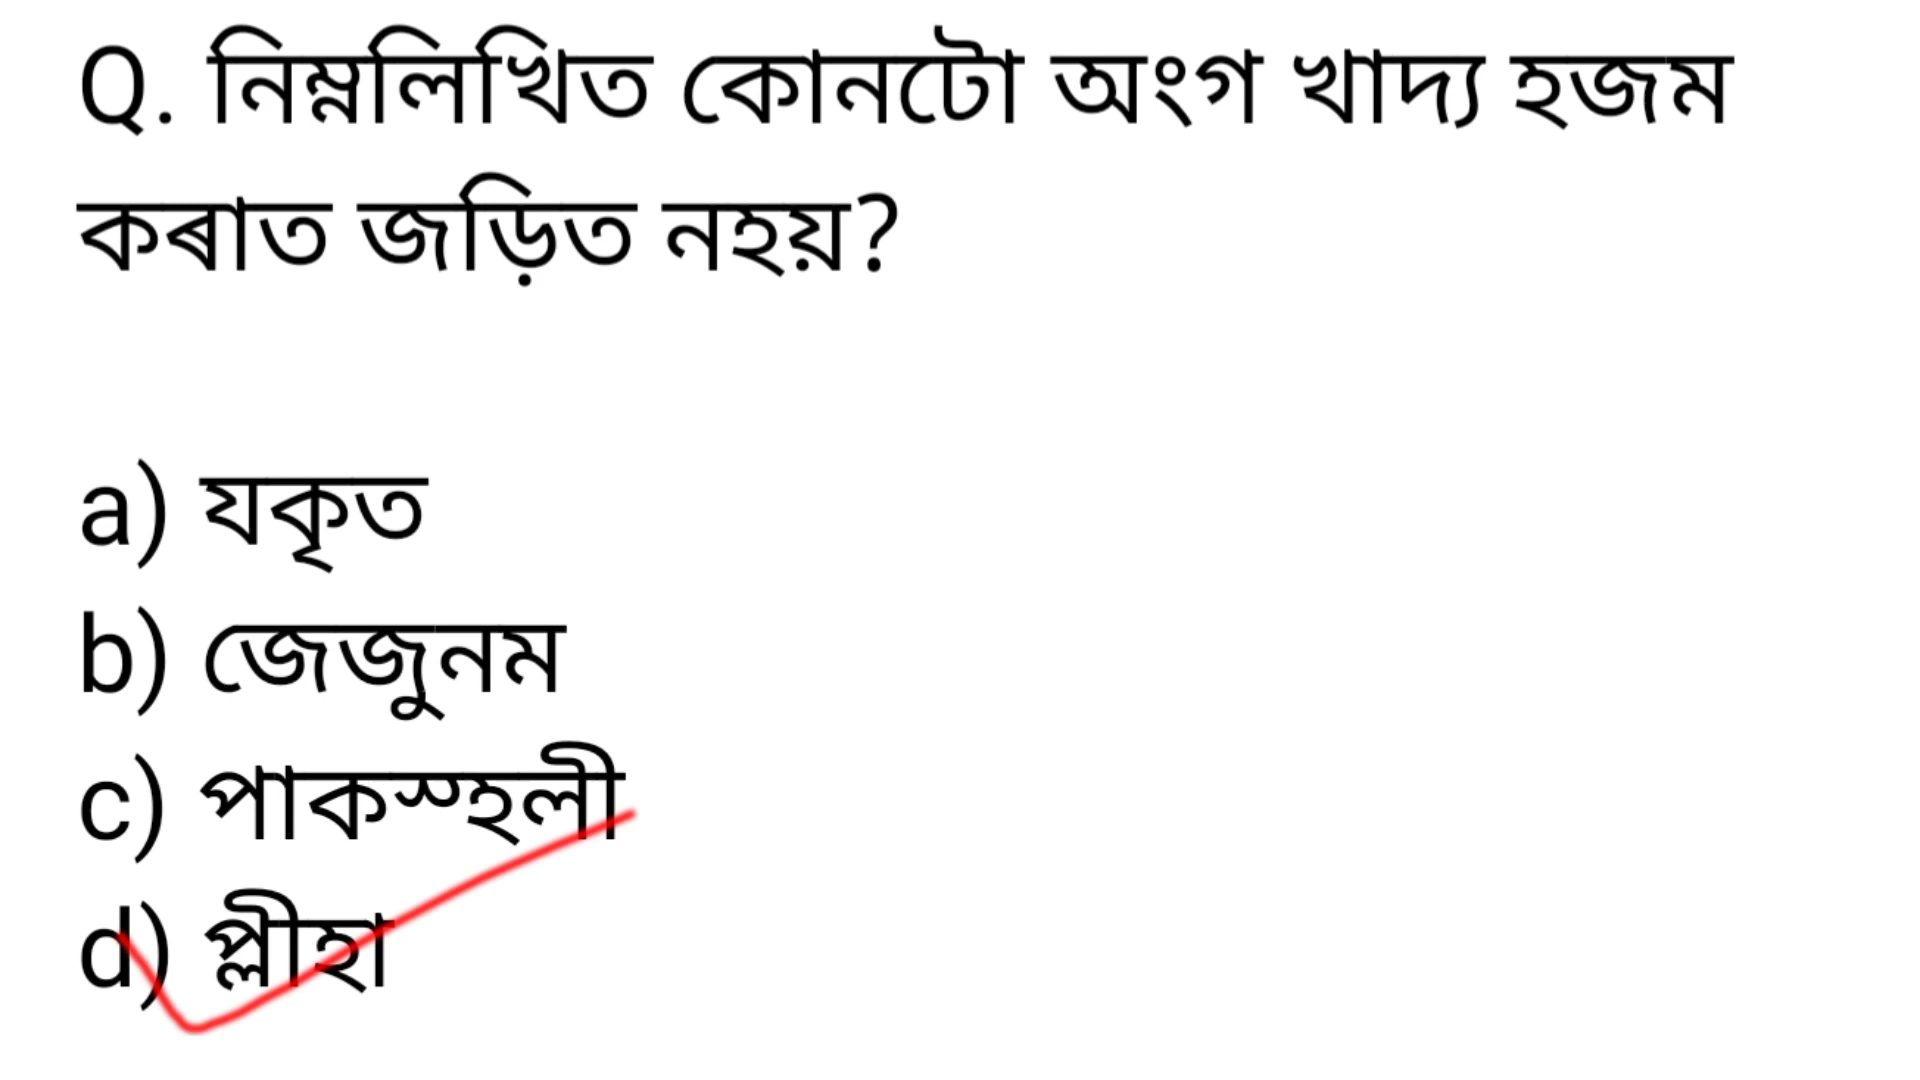 Q. নিম্নলিখিত কোনটো অংগ খাদ্য হজম
কৰাত জড়িত নহয়?
a) যকৃত
b) জেজুনম
c) পাকস্হলী
d) প্লীহা